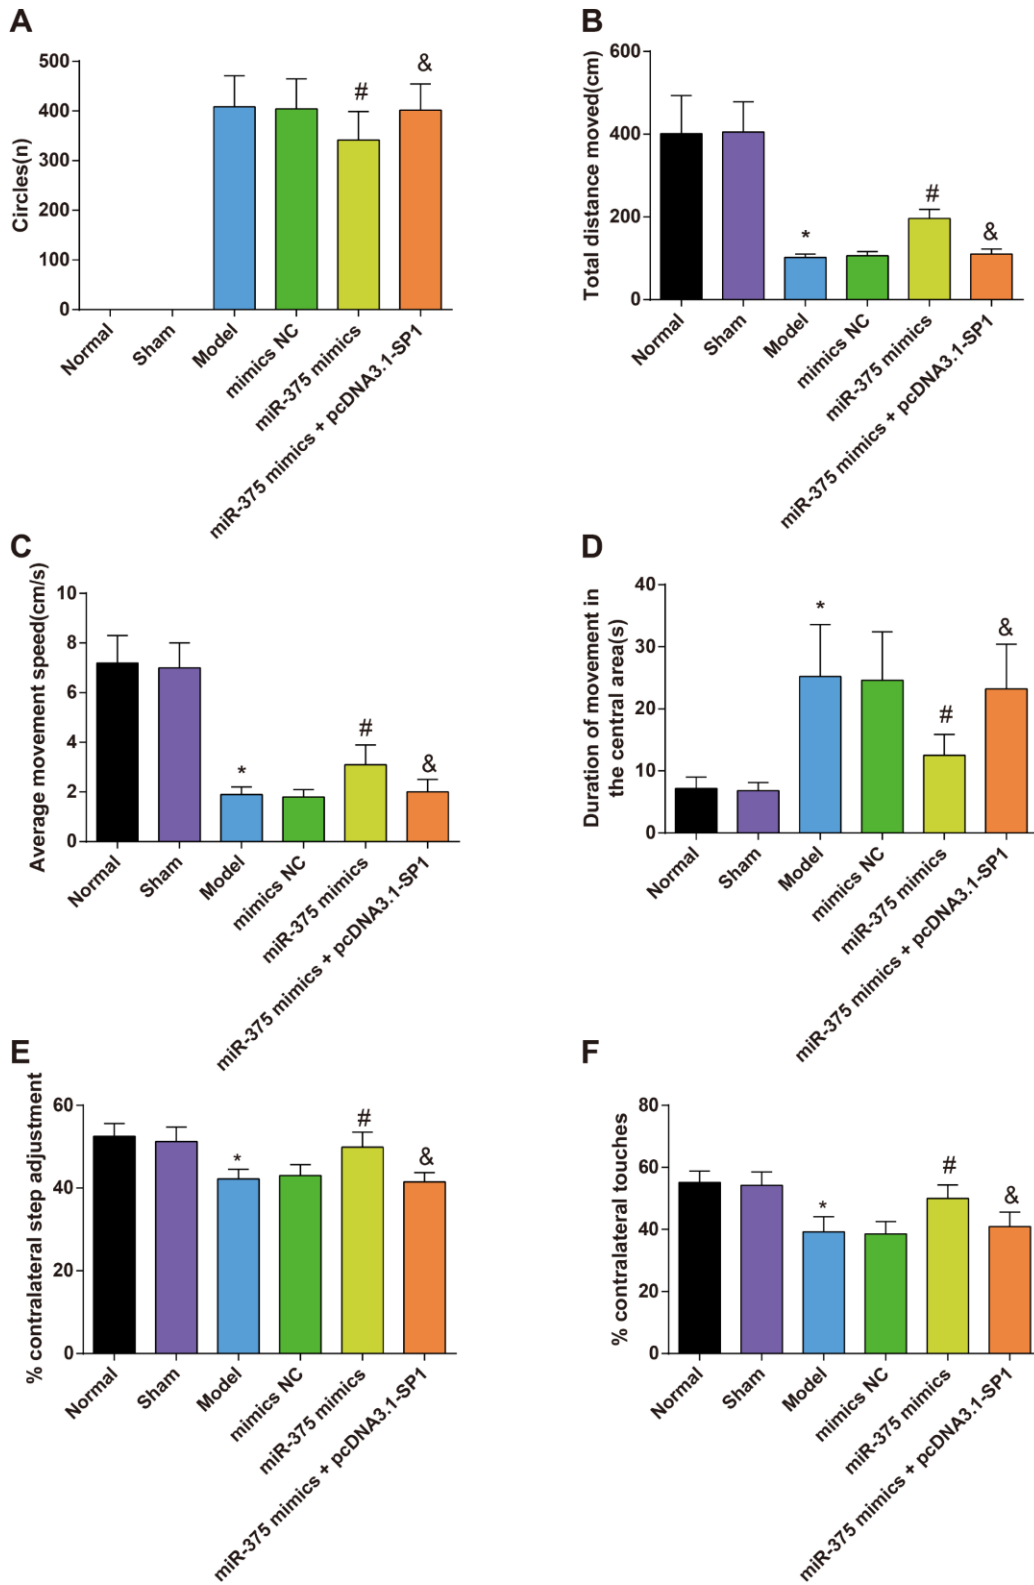 A
Circles(n)
500
400
300
200
100
0
# &
Normal
Sham
Model
mimics NC
miR-375 mimics
miR-375 mimics + pcDNA3.1-SP1
B
Total distance moved(cm)
600
400
200
0
* # &
Normal
Sham
Model
mimics NC
miR-375 mimics
miR-375 mimics + pcDNA3.1-SP1
C
Average movement speed(cm/s)
10
8
6
4
2
0
* # &
Normal
Sham
Model
mimics NC
miR-375 mimics
miR-375 mimics + pcDNA3.1-SP1
D
Duration of movement in
the central area(s)
40
30
20
10
0
* # &
Normal
Sham
Model
mimics NC
miR-375 mimics
miR-375 mimics + pcDNA3.1-SP1
E
% contralateral step adjustment
60
40
20
0
* # &
Normal
Sham
Model
mimics NC
miR-375 mimics
miR-375 mimics + pcDNA3.1-SP1
F
% contralateral touches
80
60
40
20
0
* # &
Normal
Sham
Model
mimics NC
miR-375 mimics
miR-375 mimics + pcDNA3.1-SP1